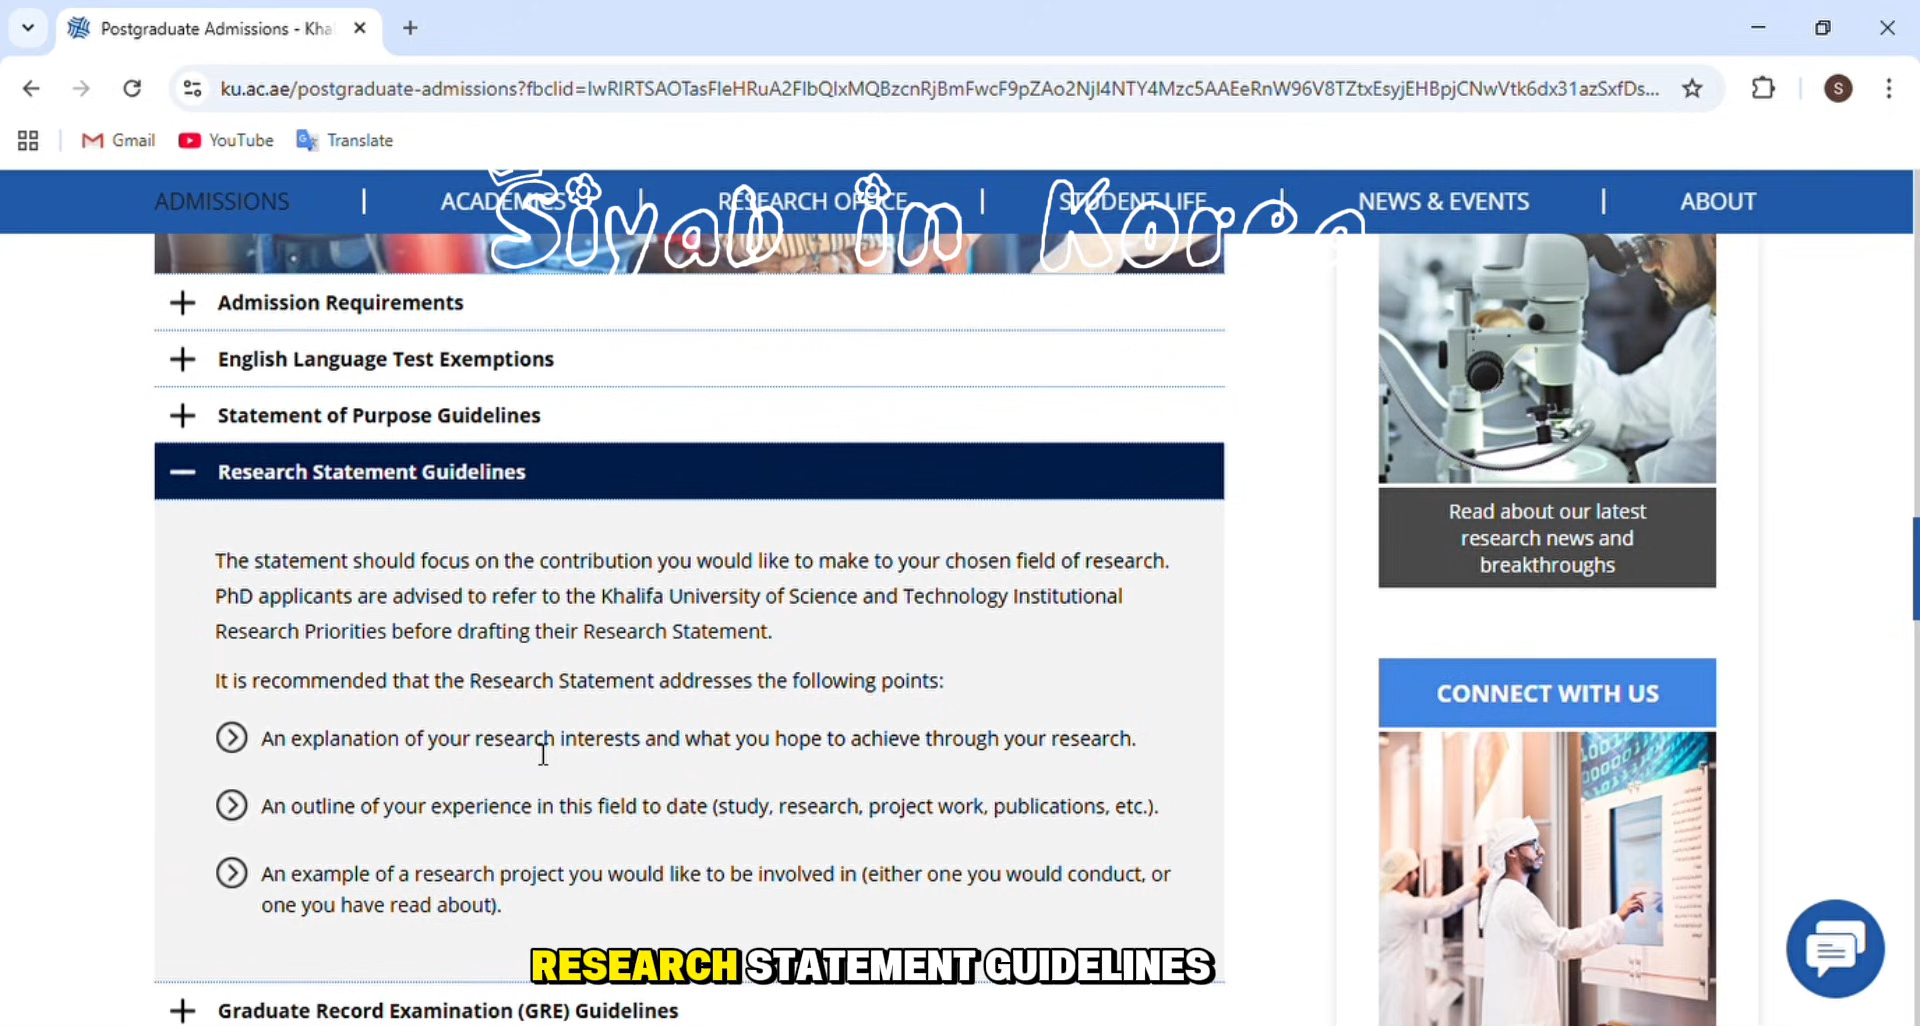 Postgraduate Admissions - Kha
ku.ac.ae/postgraduate-admissions?fbclid=IwRlRTSAOTasFleHRuA2FlbQIxMQBzcnRjBmFwcF9pZAo2NjI4NTY4Mzc5AAEeRnW96V8TZtxEsyjEHBpjCNwVtk6dx31azSxfDs...
S
Gmail
YouTube
Translate
ADMISSIONS | ACADEMICS | RESEARCH OFFICE | STUDENT LIFE | NEWS & EVENTS | ABOUT
Siyab in Korea
Admission Requirements
English Language Test Exemptions
Statement of Purpose Guidelines
Research Statement Guidelines
The statement should focus on the contribution you would like to make to your chosen field of research.
PhD applicants are advised to refer to the Khalifa University of Science and Technology Institutional
Research Priorities before drafting their Research Statement.
It is recommended that the Research Statement addresses the following points:
An explanation of your research interests and what you hope to achieve through your research.
An outline of your experience in this field to date (study, research, project work, publications, etc.).
An example of a research project you would like to be involved in (either one you would conduct, or
one you have read about).
RESEARCH STATEMENT GUIDELINES
Graduate Record Examination (GRE) Guidelines
Read about our latest
research news and
breakthroughs
CONNECT WITH US